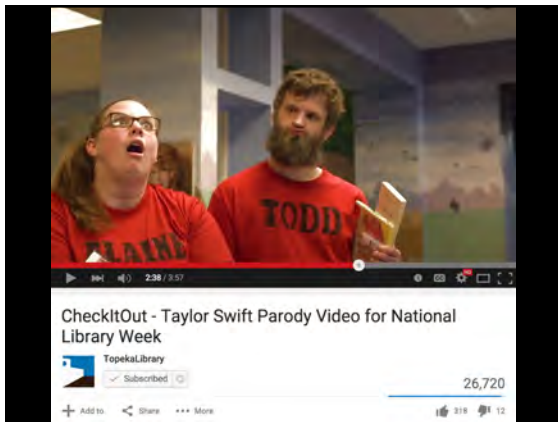 ELAINE
TODD
2:38 / 3:57
CheckItOut - Taylor Swift Parody Video for National
Library Week
TopekaLibrary
Subscribed
26,720
Add to
Share
More
318
12